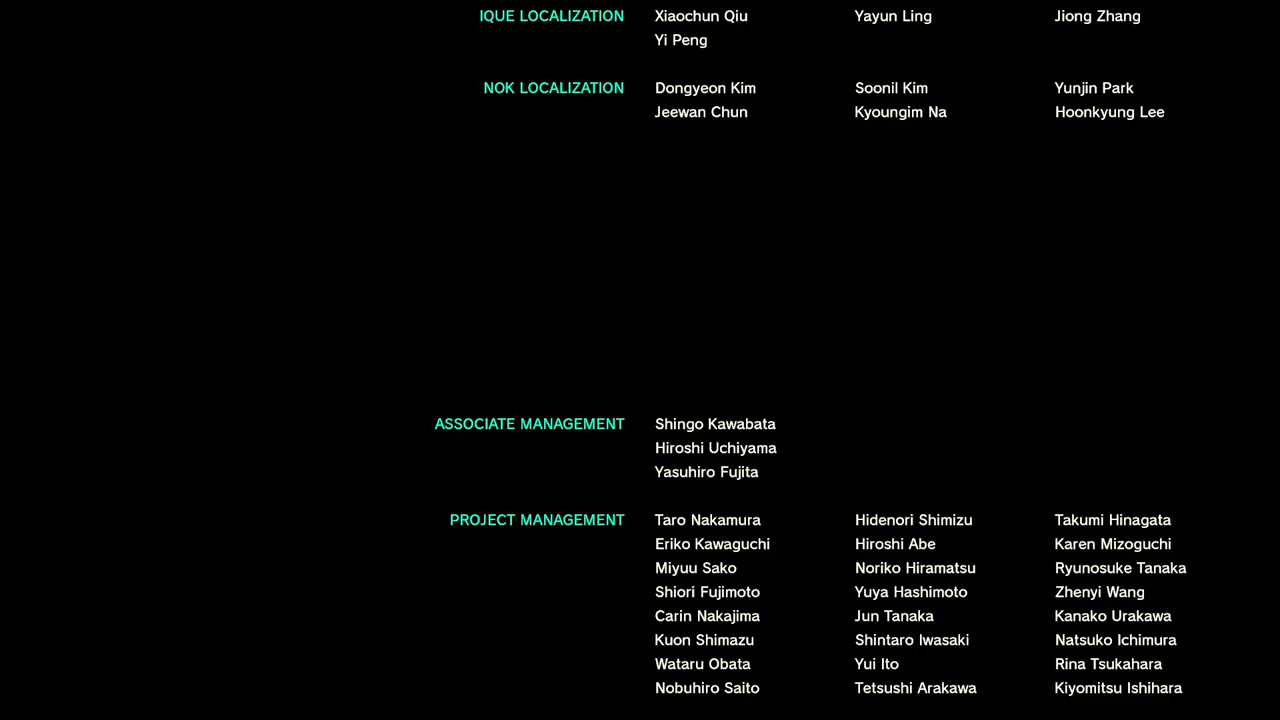 IQUE LOCALIZATION Xiaochun Qiu Yayun Ling Jiong Zhang
Yi Peng
NOK LOCALIZATION Dongyeon Kim Soonil Kim Yunjin Park
Jeewan Chun Kyoungim Na Hoonkyung Lee
ASSOCIATE MANAGEMENT Shingo Kawabata
Hiroshi Uchiyama
Yasuhiro Fujita
PROJECT MANAGEMENT Taro Nakamura Hidenori Shimizu Takumi Hinagata
Eriko Kawaguchi Hiroshi Abe Karen Mizoguchi
Miyuu Sako Noriko Hiramatsu Ryunosuke Tanaka
Shiori Fujimoto Yuya Hashimoto Zhenyi Wang
Carin Nakajima Jun Tanaka Kanako Urakawa
Kuon Shimazu Shintaro Iwasaki Natsuko Ichimura
Wataru Obata Yui Ito Rina Tsukahara
Nobuhiro Saito Tetsushi Arakawa Kiyomitsu Ishihara